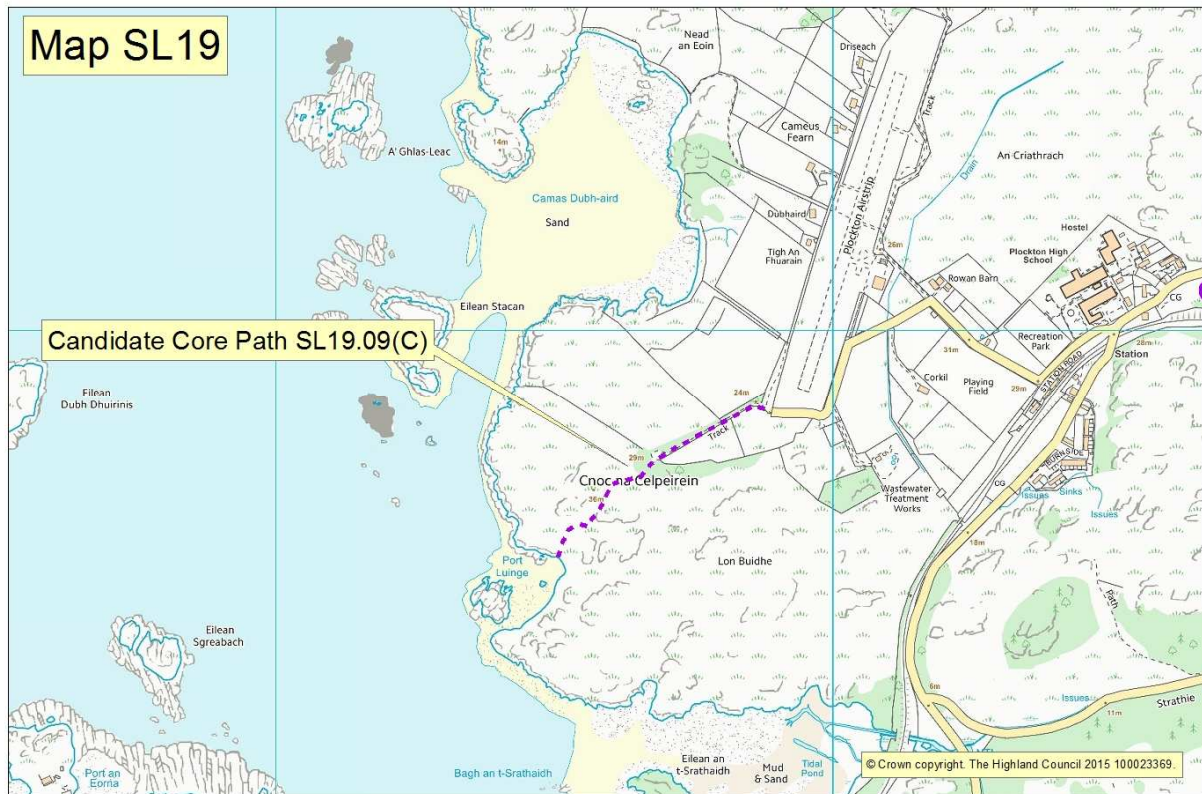 Map SL19
Nead
an Eoin
Driseach
Track
A' Ghlas-Leac
14m
Cameus
Fearn
An Criathrach
Drain
Camas Dubh-aird
Sand
Dubhaird
Plockton Airstrip
Tigh An
Fhuarain
26m
Hostel
Plockton High
School
Rowan Barn
CG
Eilean Stacan
Recreation
Park
Candidate Core Path SL19.09(C)
31m
28m
Station
STATION ROAD
29m
Eilean
Dubh Dhuirinis
24m
Corkil
Playing
Field
Track
29m
Cnoc na Celpeirein
36m
BURNSIDE
CG
Wastewater
Treatment
Works
Issues
Sinks
Issues
18m
Port
Luinge
Lon Buidhe
Path
Eilean
Sgreabach
6m
Issues
11m
Strathie
Port an
Eorna
Bagh an t-Srathaidh
Eilean an
t-Srathaidh
Mud
& Sand
Tidal
Pond
© Crown copyright. The Highland Council 2015 100023369.